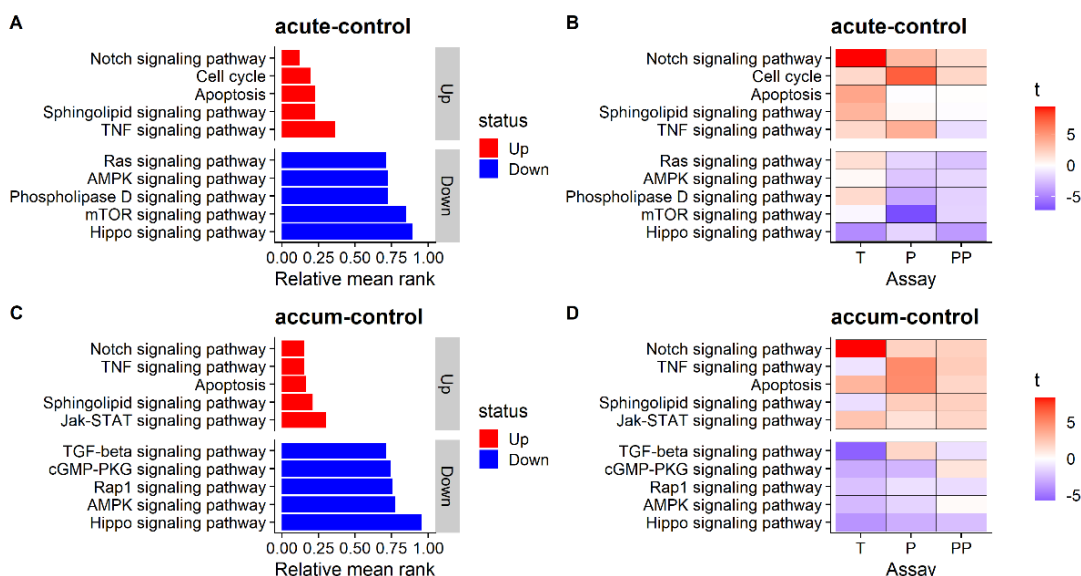 A
acute-control
Notch signaling pathway
Cell cycle
Apoptosis
Sphingolipid signaling pathway
TNF signaling pathway
Up
Ras signaling pathway
AMPK signaling pathway
Phospholipase D signaling pathway
mTOR signaling pathway
Hippo signaling pathway
Down
0.00 0.25 0.50 0.75 1.00
Relative mean rank
status
Up
Down
B
acute-control
Notch signaling pathway
Cell cycle
Apoptosis
Sphingolipid signaling pathway
TNF signaling pathway
Ras signaling pathway
AMPK signaling pathway
Phospholipase D signaling pathway
mTOR signaling pathway
Hippo signaling pathway
T P PP
Assay
t
5
0
-5
C
accum-control
Notch signaling pathway
TNF signaling pathway
Apoptosis
Sphingolipid signaling pathway
Jak-STAT signaling pathway
Up
TGF-beta signaling pathway
cGMP-PKG signaling pathway
Rap1 signaling pathway
AMPK signaling pathway
Hippo signaling pathway
Down
0.00 0.25 0.50 0.75 1.00
Relative mean rank
status
Up
Down
D
accum-control
Notch signaling pathway
TNF signaling pathway
Apoptosis
Sphingolipid signaling pathway
Jak-STAT signaling pathway
TGF-beta signaling pathway
cGMP-PKG signaling pathway
Rap1 signaling pathway
AMPK signaling pathway
Hippo signaling pathway
T P PP
Assay
t
5
0
-5